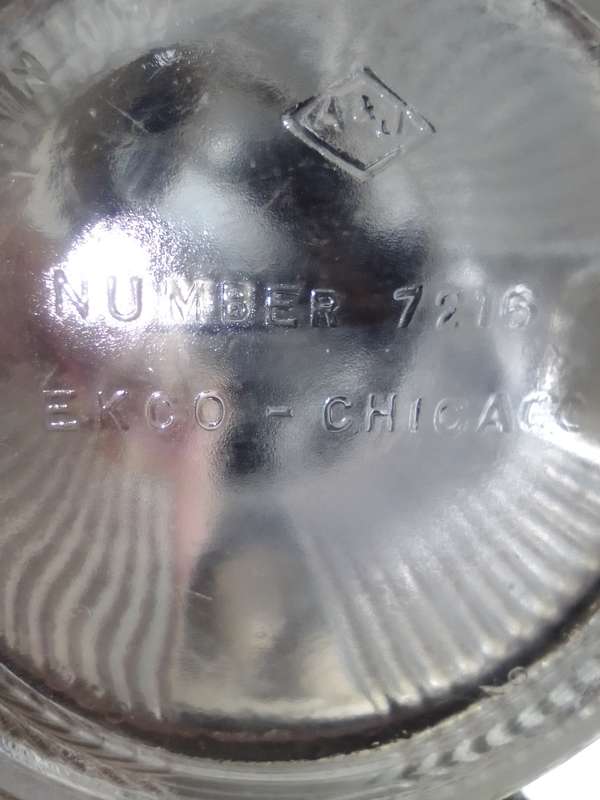 A & J
NUMBER 7216
EKCO - CHICAGO